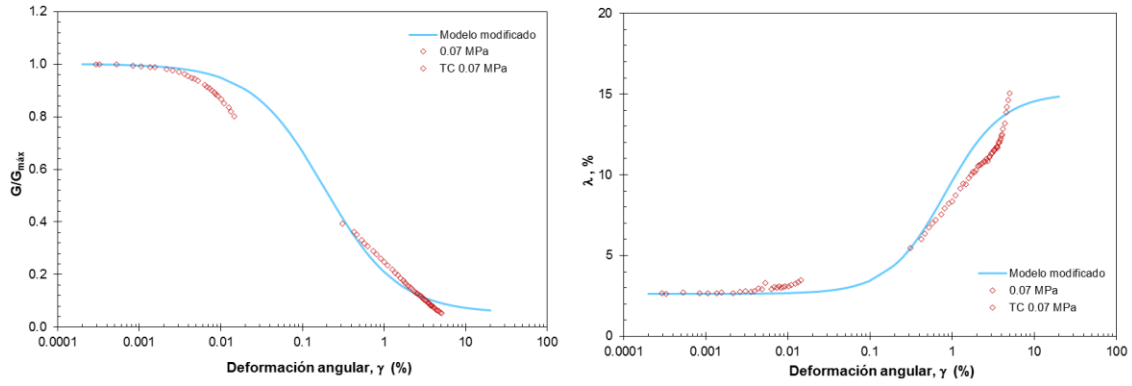 1.2
1.0
0.8
0.6
0.4
0.2
0.0
G/Gmáx
0.0001 0.001 0.01 0.1 1 10 100
Deformación angular, γ (%)
Modelo modificado
0.07 MPa
TC 0.07 MPa
20
15
10
5
0
λ, %
0.0001 0.001 0.01 0.1 1 10 100
Deformación angular, γ (%)
Modelo modificado
0.07 MPa
TC 0.07 MPa